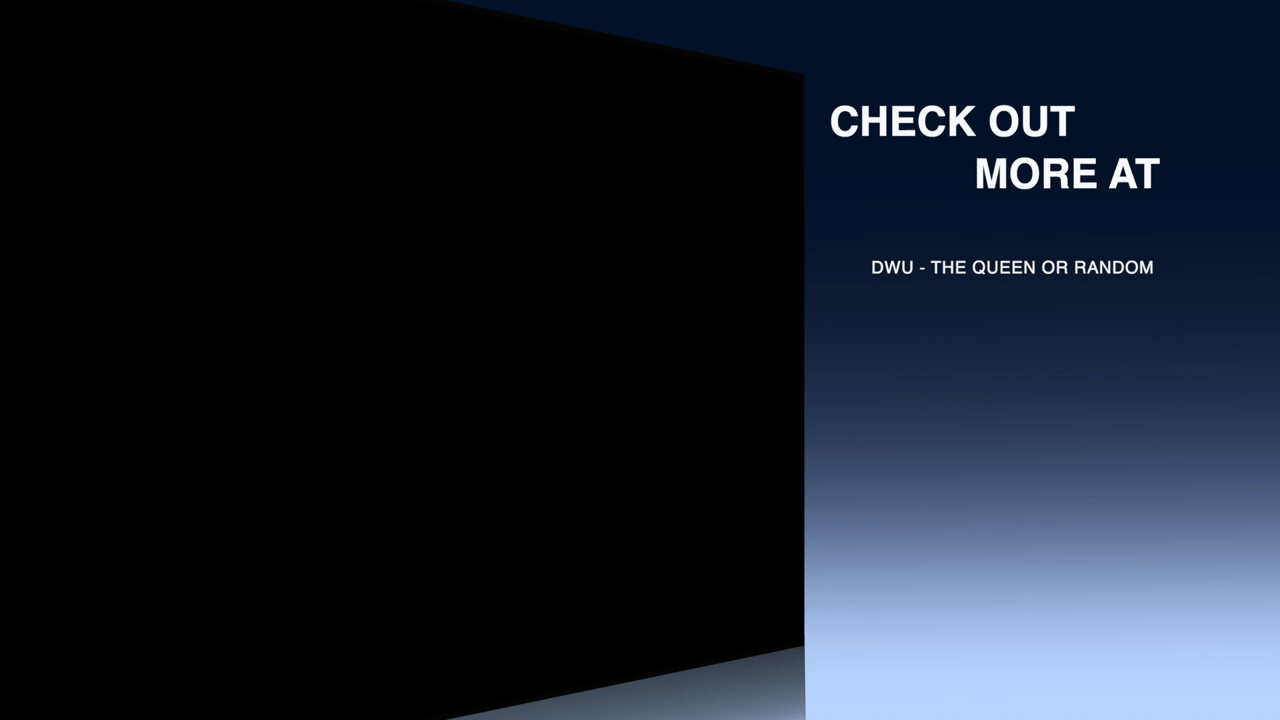 CHECK OUT
MORE AT
DWU - THE QUEEN OR RANDOM